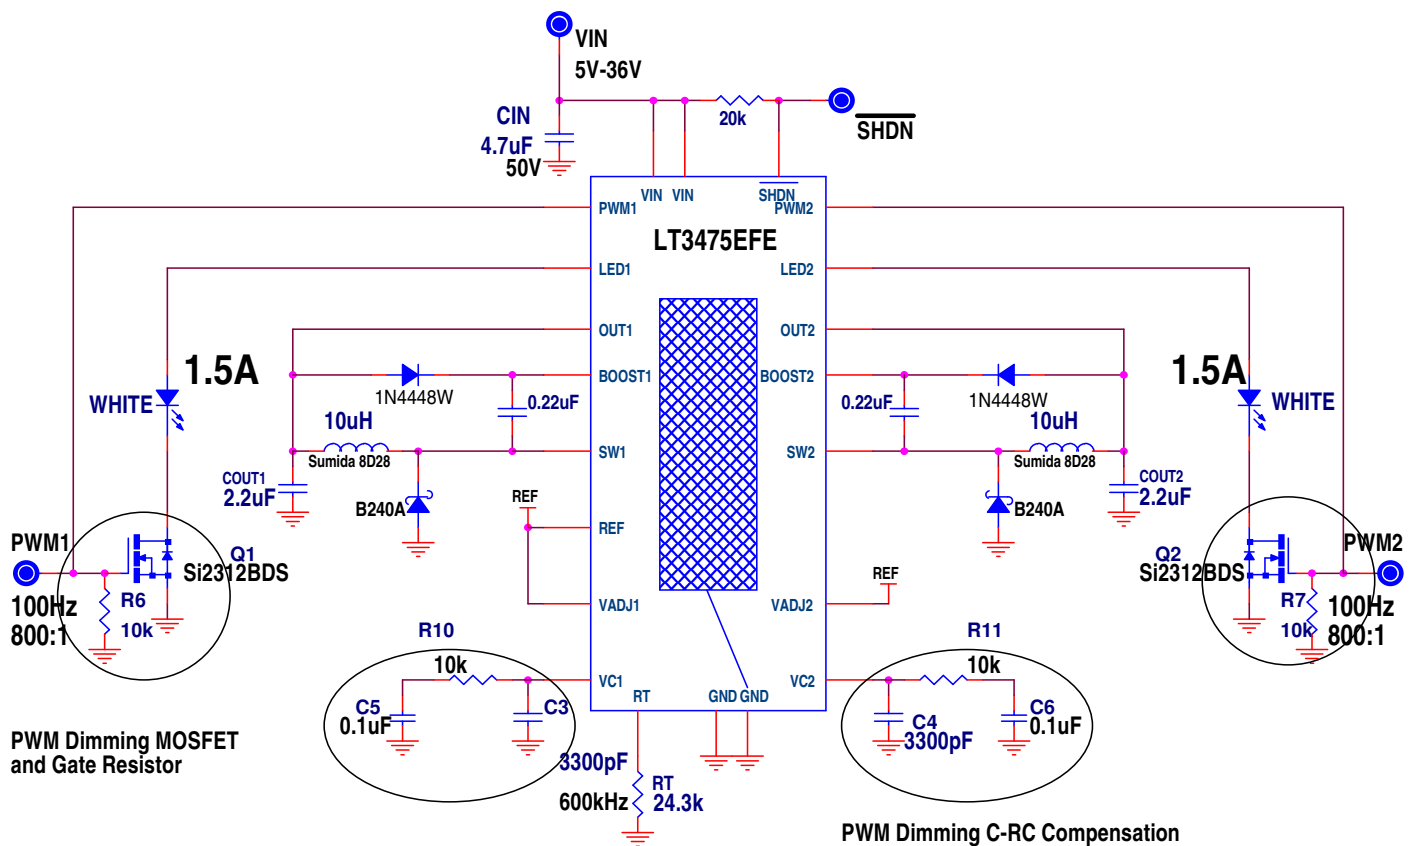 VIN
5V-36V
CIN
4.7uF
50V
20k
SHDN
VIN
VIN
SHDN
PWM1
PWM2
LT3475EFE
LED1
LED2
OUT1
OUT2
1.5A
1.5A
BOOST1
BOOST2
1N4448W
1N4448W
WHITE
WHITE
0.22uF
0.22uF
10uH
10uH
SW1
SW2
Sumida 8D28
Sumida 8D28
COUT1
2.2uF
COUT2
2.2uF
B240A
B240A
REF
REF
PWM1
Q1
Si2312BDS
Q2
Si2312BDS
PWM2
REF
100Hz
800:1
R6
10k
VADJ1
VADJ2
R7
10k
100Hz
800:1
R10
10k
R11
10k
VC1
VC2
RT
GND
GND
C5
0.1uF
C3
C4
3300pF
C6
0.1uF
PWM Dimming MOSFET
and Gate Resistor
3300pF
600kHz
RT
24.3k
PWM Dimming C-RC Compensation